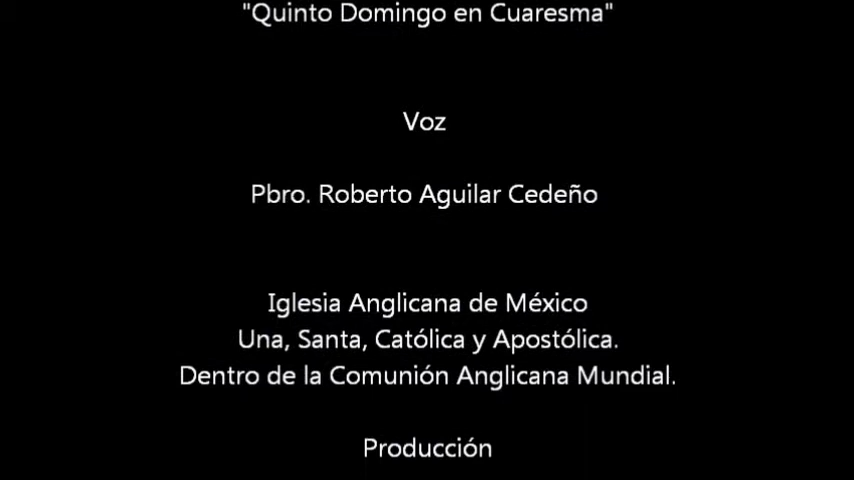 "Quinto Domingo en Cuaresma"
Voz
Pbro. Roberto Aguilar Cedeño
Iglesia Anglicana de México
Una, Santa, Católica y Apostólica.
Dentro de la Comunión Anglicana Mundial.
Producción